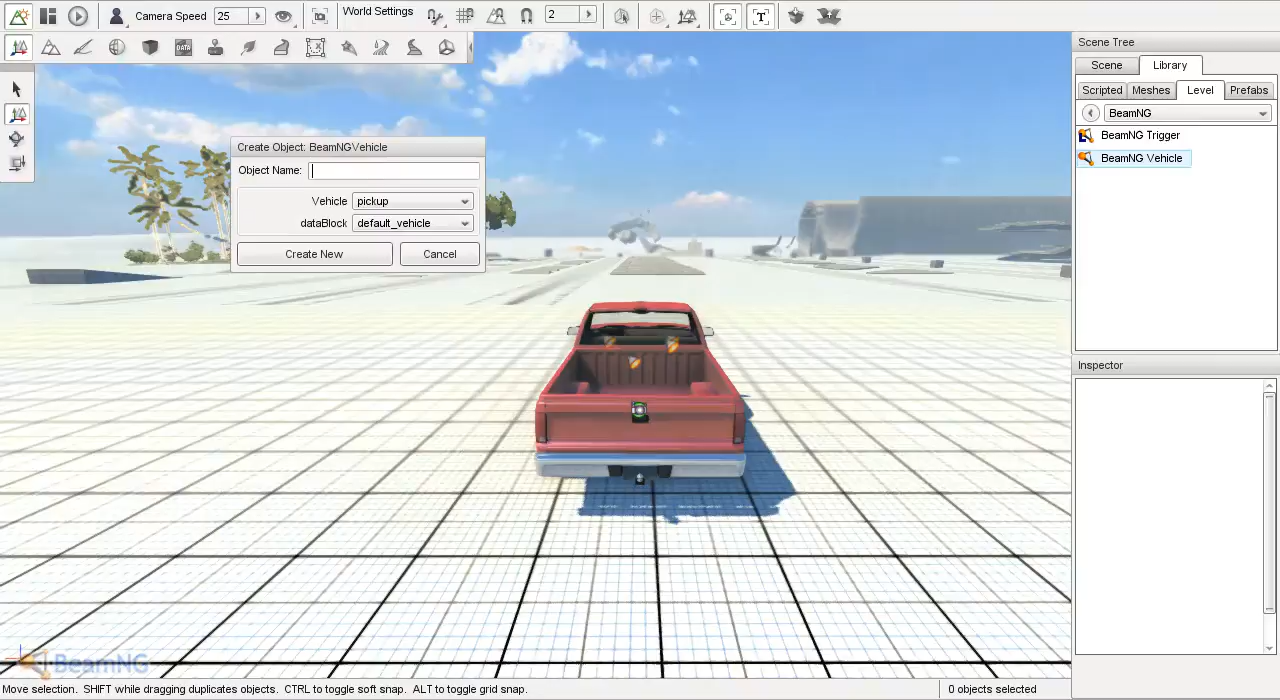 Camera Speed 25 World Settings 2
DATA
T
Scene Tree
Scene Library
Scripted Meshes Level Prefabs
BeamNG
BeamNG Trigger
BeamNG Vehicle
Create Object: BeamNGVehicle
Object Name:
Vehicle pickup
dataBlock default_vehicle
Create New Cancel
Inspector
BeamNG
Move selection. SHIFT while dragging duplicates objects. CTRL to toggle soft snap. ALT to toggle grid snap. 0 objects selected